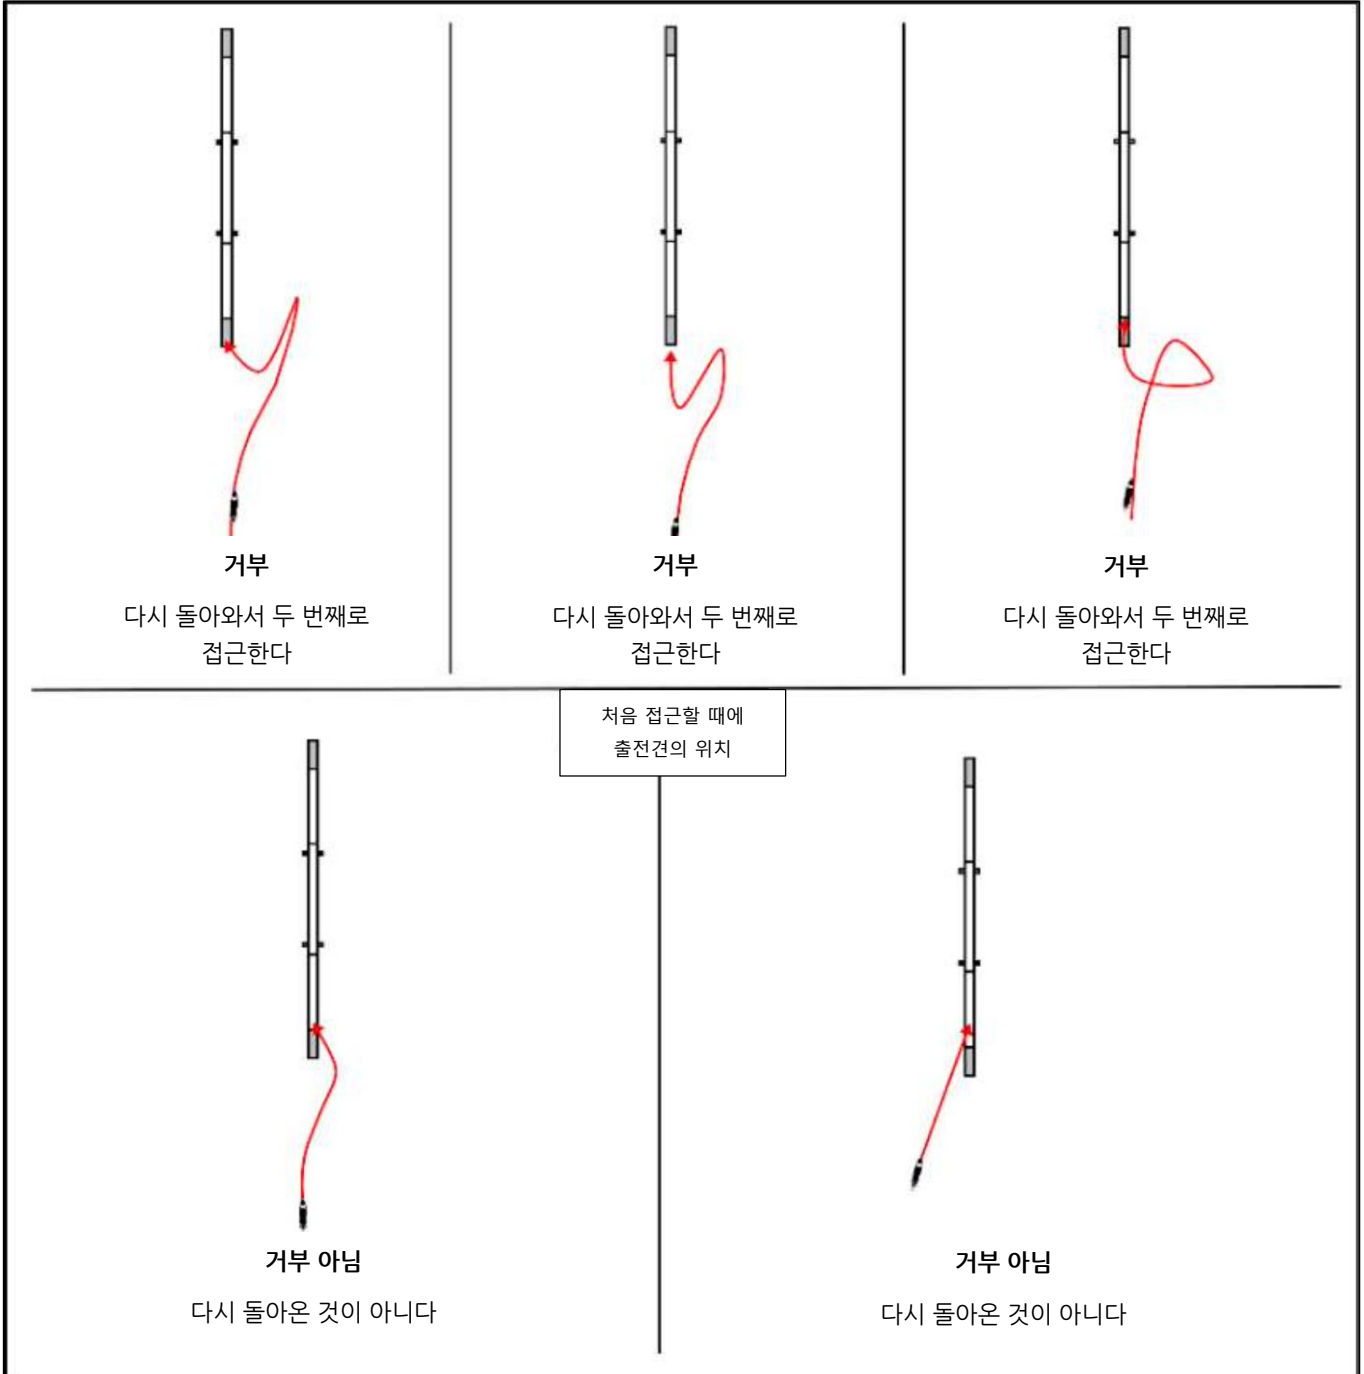 거부
다시 돌아와서 두 번째로
접근한다
거부
다시 돌아와서 두 번째로
접근한다
거부
다시 돌아와서 두 번째로
접근한다
처음 접근할 때에
출전견의 위치
거부 아님
다시 돌아온 것이 아니다
거부 아님
다시 돌아온 것이 아니다